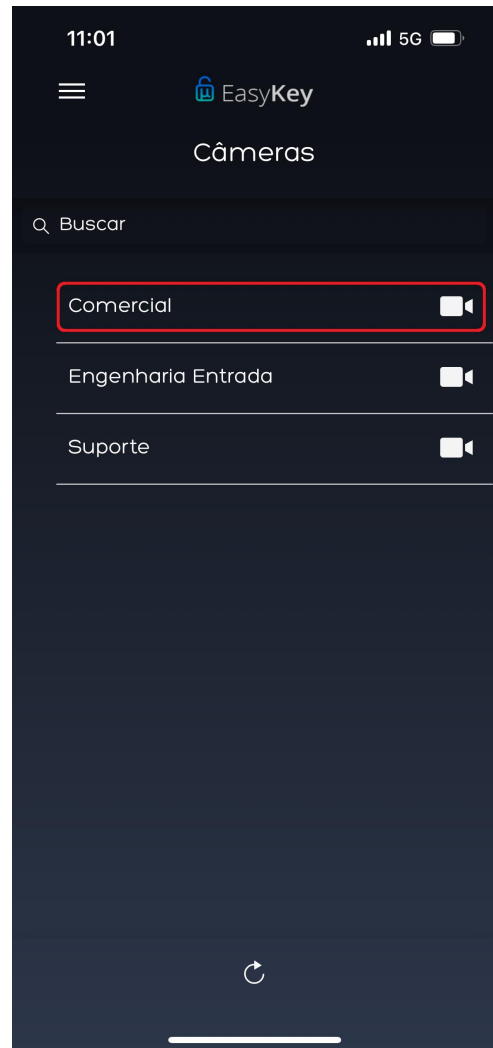 11:01 5G
EasyKey
Câmeras
Buscar
Comercial
Engenharia Entrada
Suporte